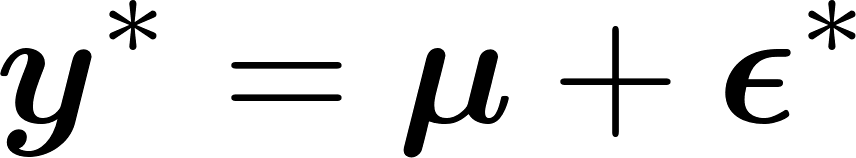 y* = μ + ϵ*